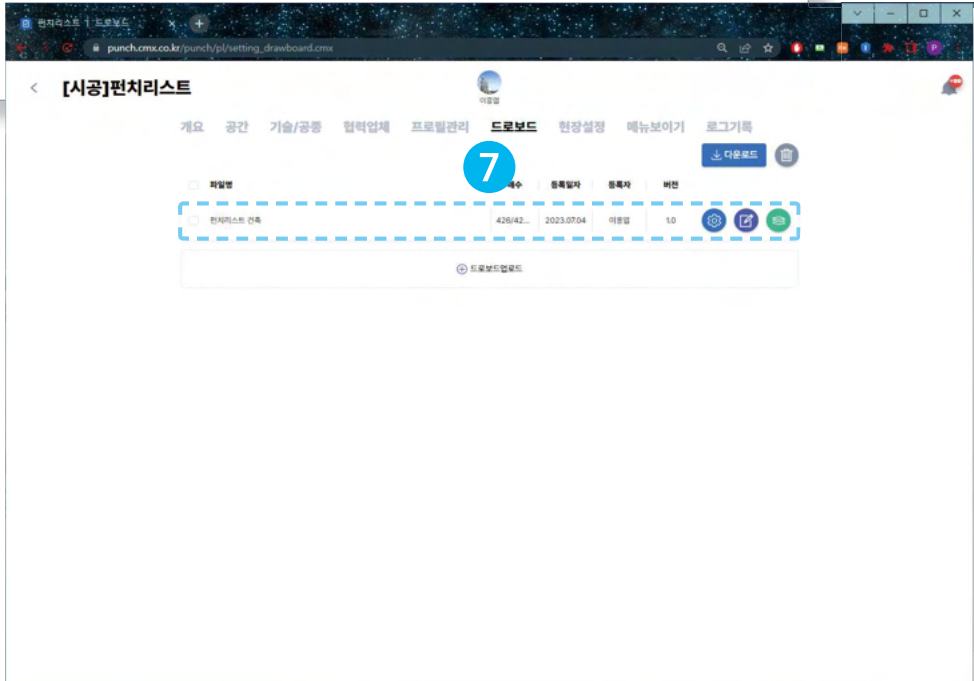 펀치리스트 | 드로보드
punch.cmx.co.kr/punch/pl/setting_drawboard.cmx
[시공]펀치리스트
이흥엽
개요 공간 기술/공종 협력업체 프로필관리 드로보드 현장설정 메뉴보이기 로그기록
다운로드
7
파일명 매수 등록일자 등록자 버전
펀치리스트 건축 426/42... 2023.07.04 이흥엽 1.0
드로보드업로드